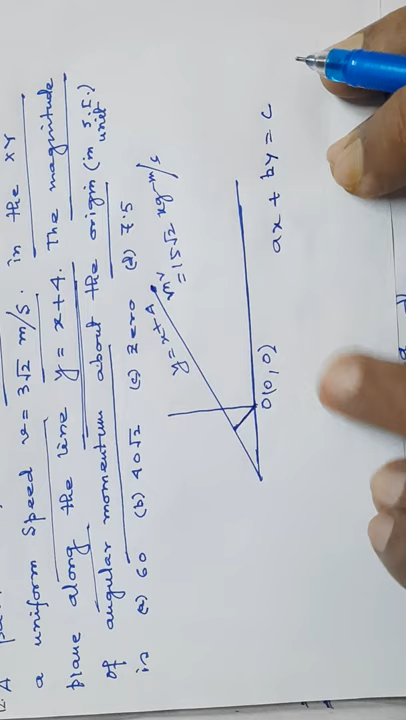 a uniform speed v = 3√2 m/s. in the XY
plane along the line y = x+4. The magnitude
of angular momentum about the origin (in S.I. unit)
is (a) 60 (b) 40√2 (c) zero (d) 7.5
y = x+4
mv
= 15√2 kg m/s
O(0,0)
ax + by = c